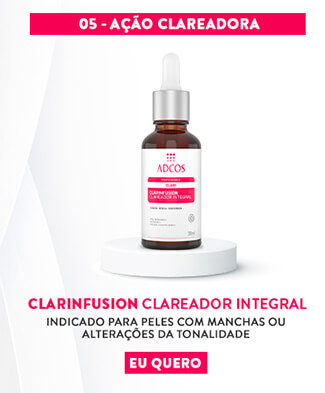 05 - AÇÃO CLAREADORA
ADCOS
CLARINFUSION
CLAREADOR INTEGRAL
CLARINFUSION CLAREADOR INTEGRAL
INDICADO PARA PELES COM MANCHAS OU
ALTERAÇÕES DA TONALIDADE
EU QUERO